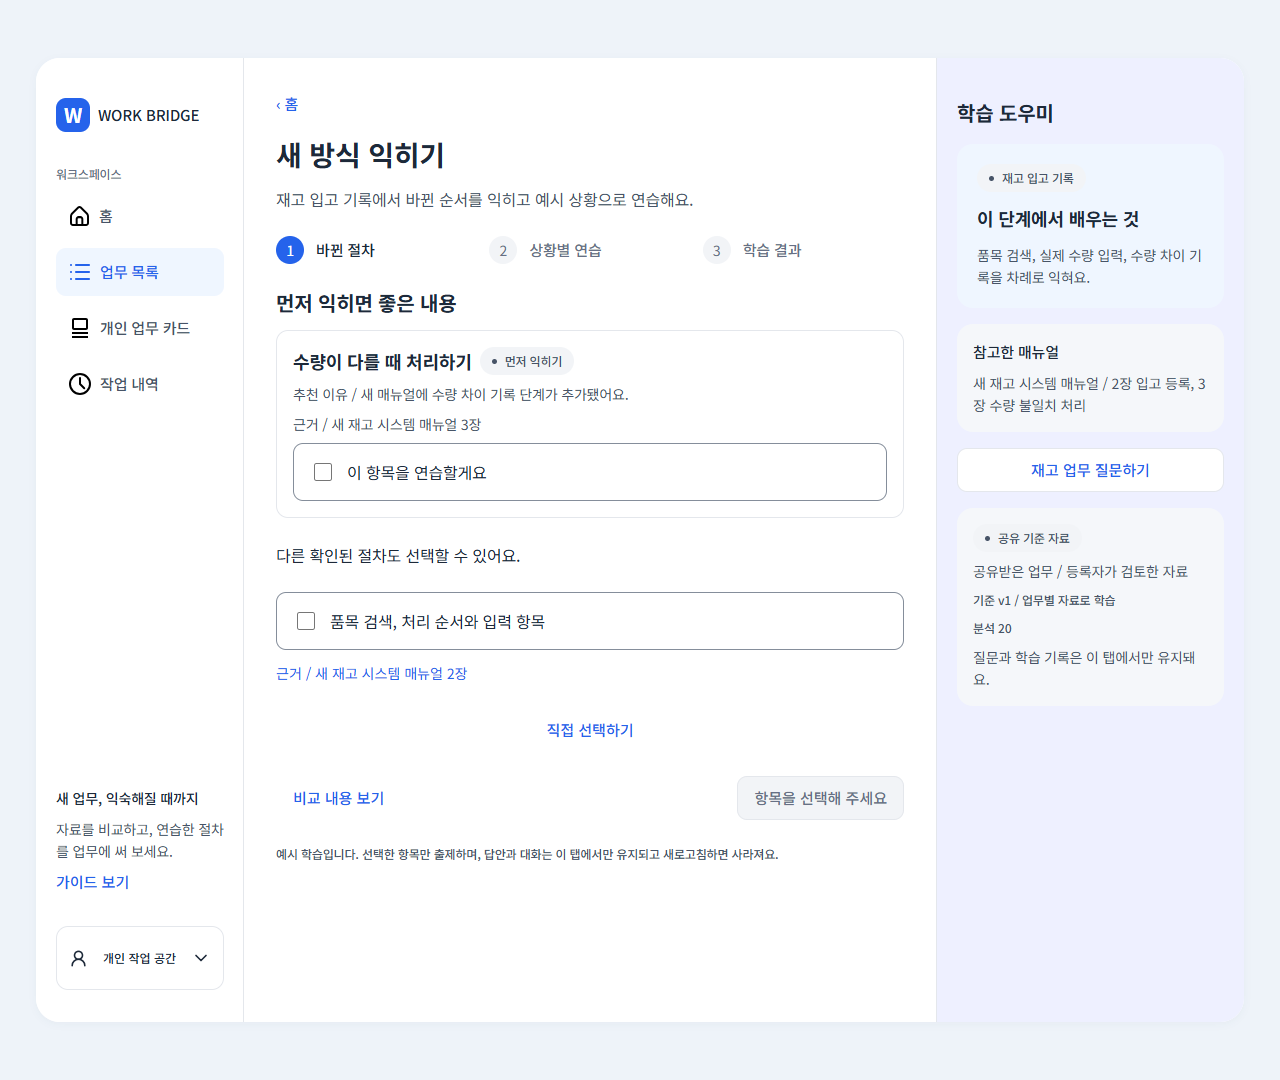 W WORK BRIDGE
워크스페이스
홈
업무 목록
개인 업무 카드
작업 내역
새 업무, 익숙해질 때까지
자료를 비교하고, 연습한 절차
를 업무에 써 보세요.
가이드 보기
개인 작업 공간
‹ 홈
새 방식 익히기
재고 입고 기록에서 바뀐 순서를 익히고 예시 상황으로 연습해요.
1 바뀐 절차
2 상황별 연습
3 학습 결과
먼저 익히면 좋은 내용
수량이 다를 때 처리하기 • 먼저 익히기
추천 이유 / 새 매뉴얼에 수량 차이 기록 단계가 추가됐어요.
근거 / 새 재고 시스템 매뉴얼 3장
이 항목을 연습할게요
다른 확인된 절차도 선택할 수 있어요.
품목 검색, 처리 순서와 입력 항목
근거 / 새 재고 시스템 매뉴얼 2장
직접 선택하기
비교 내용 보기
항목을 선택해 주세요
예시 학습입니다. 선택한 항목만 출제하며, 답안과 대화는 이 탭에서만 유지되고 새로고침하면 사라져요.
학습 도우미
• 재고 입고 기록
이 단계에서 배우는 것
품목 검색, 실제 수량 입력, 수량 차이 기
록을 차례로 익혀요.
참고한 매뉴얼
새 재고 시스템 매뉴얼 / 2장 입고 등록, 3
장 수량 불일치 처리
재고 업무 질문하기
• 공유 기준 자료
공유받은 업무 / 등록자가 검토한 자료
기준 v1 / 업무별 자료로 학습
분석 20
질문과 학습 기록은 이 탭에서만 유지돼
요.